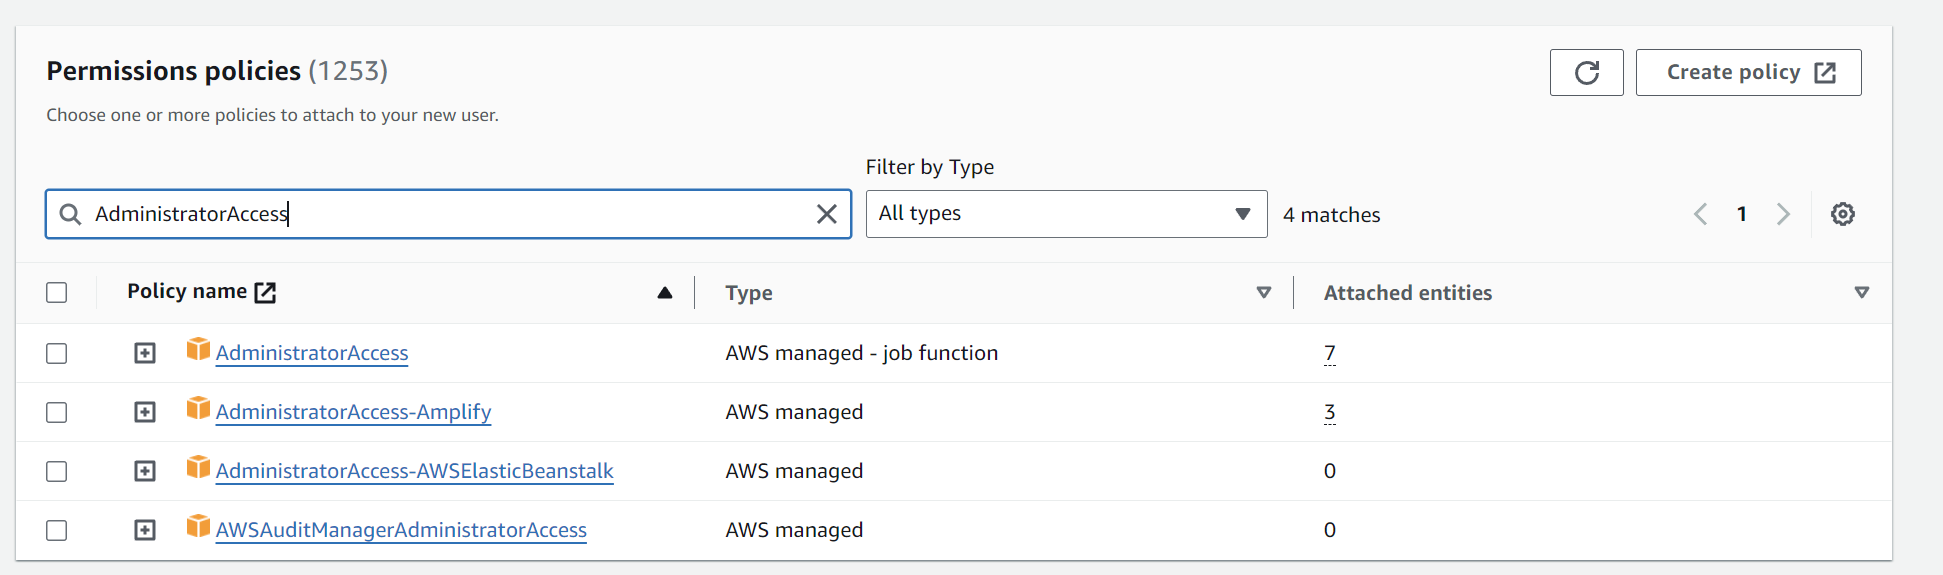 Permissions policies (1253)
Create policy
Choose one or more policies to attach to your new user.
Filter by Type
AdministratorAccess
All types
4 matches
1
Policy name
Type
Attached entities
AdministratorAccess
AWS managed - job function
7
AdministratorAccess-Amplify
AWS managed
3
AdministratorAccess-AWSElasticBeanstalk
AWS managed
0
AWSAuditManagerAdministratorAccess
AWS managed
0